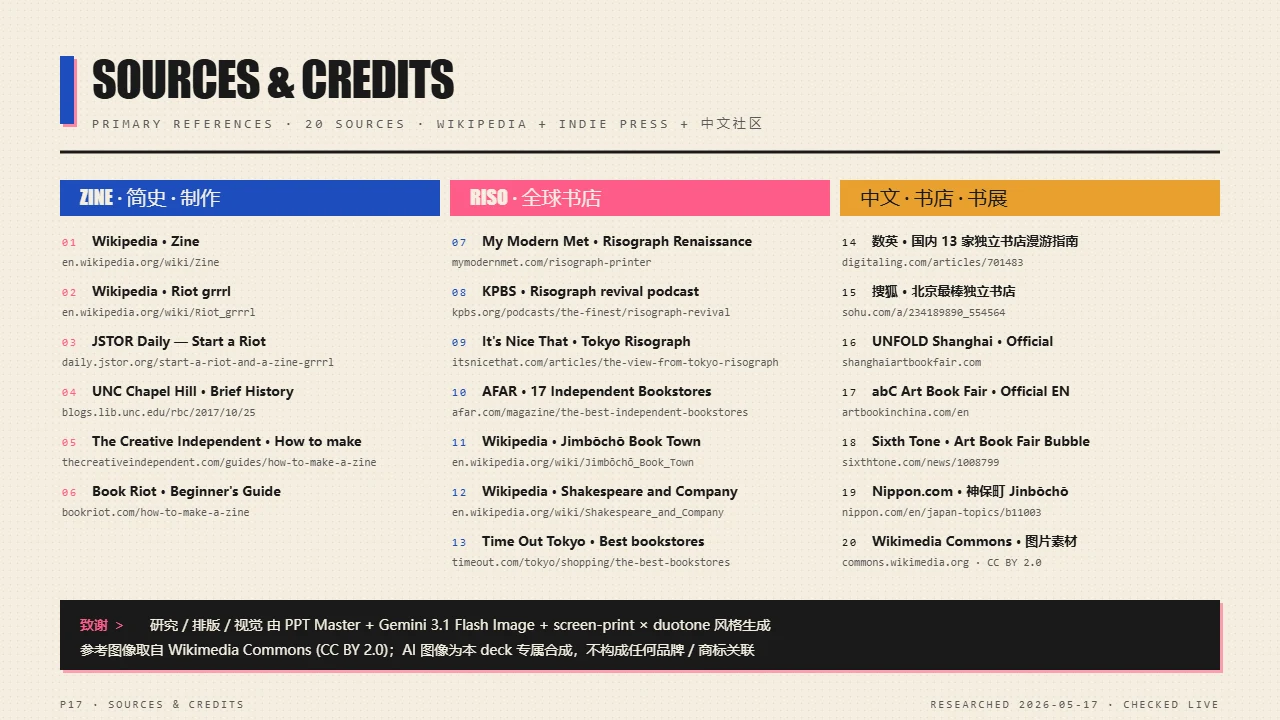 SOURCES & CREDITS
PRIMARY REFERENCES · 20 SOURCES · WIKIPEDIA + INDIE PRESS + 中文社区
ZINE · 简史 · 制作
01 Wikipedia • Zine
en.wikipedia.org/wiki/Zine
02 Wikipedia • Riot grrrl
en.wikipedia.org/wiki/Riot_grrrl
03 JSTOR Daily — Start a Riot
daily.jstor.org/start-a-riot-and-a-zine-grrrl
04 UNC Chapel Hill • Brief History
blogs.lib.unc.edu/rbc/2017/10/25
05 The Creative Independent • How to make
thecreativeindependent.com/guides/how-to-make-a-zine
06 Book Riot • Beginner's Guide
bookriot.com/how-to-make-a-zine
RISO · 全球书店
07 My Modern Met • Risograph Renaissance
mymodernmet.com/risograph-printer
08 KPBS • Risograph revival podcast
kpbs.org/podcasts/the-finest/risograph-revival
09 It's Nice That • Tokyo Risograph
itsnicethat.com/articles/the-view-from-tokyo-risograph
10 AFAR • 17 Independent Bookstores
afar.com/magazine/the-best-independent-bookstores
11 Wikipedia • Jimbōchō Book Town
en.wikipedia.org/wiki/Jimbōchō_Book_Town
12 Wikipedia • Shakespeare and Company
en.wikipedia.org/wiki/Shakespeare_and_Company
13 Time Out Tokyo • Best bookstores
timeout.com/tokyo/shopping/the-best-bookstores
中文 · 书店 · 书展
14 数英 • 国内 13 家独立书店漫游指南
digitaling.com/articles/701483
15 搜狐 • 北京最棒独立书店
sohu.com/a/234189890_554564
16 UNFOLD Shanghai • Official
shanghaiartbookfair.com
17 abC Art Book Fair • Official EN
artbookinchina.com/en
18 Sixth Tone • Art Book Fair Bubble
sixthtone.com/news/1008799
19 Nippon.com • 神保町 Jinbōchō
nippon.com/en/japan-topics/b11003
20 Wikimedia Commons • 图片素材
commons.wikimedia.org · CC BY 2.0
致谢 > 研究 / 排版 / 视觉 由 PPT Master + Gemini 3.1 Flash Image + screen-print × duotone 风格生成
参考图像取自 Wikimedia Commons (CC BY 2.0)；AI 图像为本 deck 专属合成，不构成任何品牌 / 商标关联
P17 · SOURCES & CREDITS
RESEARCHED 2026-05-17 · CHECKED LIVE